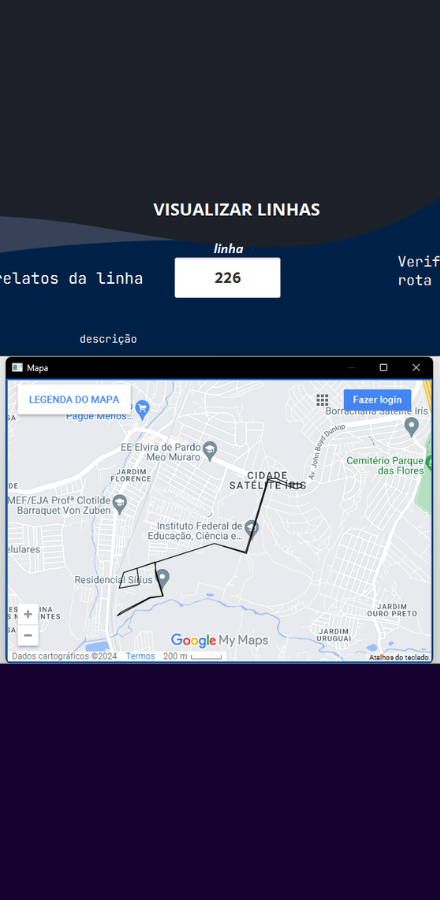 VISUALIZAR LINHAS
linha
relatos da linha
226
Verif
rota
descrição
Mapa
LEGENDA DO MAPA
Fazer login
Pague Menos...
Borracharia Satélite Íris
Av. John Boyd Dunlop
EE Elvira de Pardo
Meo Muraro
Cemitério Parque
das Flores
JARDIM
FLORENCE
CIDADE
SATÉLITE ÍRIS
MEF/EJA Profª Clotilde
Barraquet Von Zuben
Instituto Federal de
Educação, Ciência e...
elulares
Residencial Sírius
JARDIM
OURO PRETO
JARDIM
URUGUAI
Google My Maps
Dados cartográficos ©2024
Termos
200 m
Atalhos do teclado